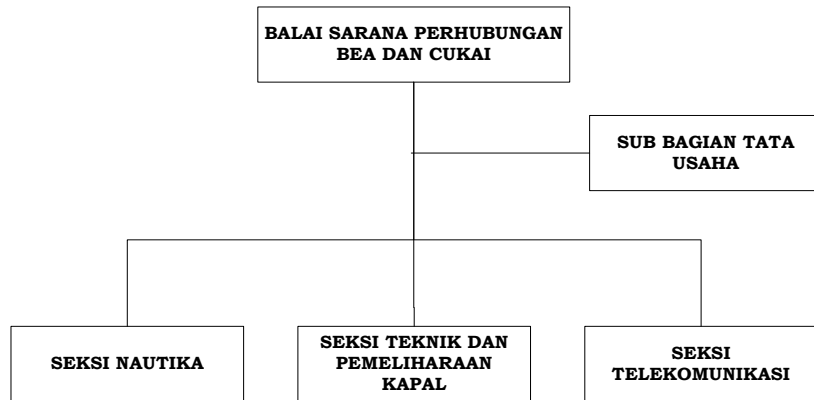 BALAI SARANA PERHUBUNGAN
BEA DAN CUKAI
SUB BAGIAN TATA
USAHA
SEKSI NAUTIKA
SEKSI TEKNIK DAN
PEMELIHARAAN
KAPAL
SEKSI
TELEKOMUNIKASI